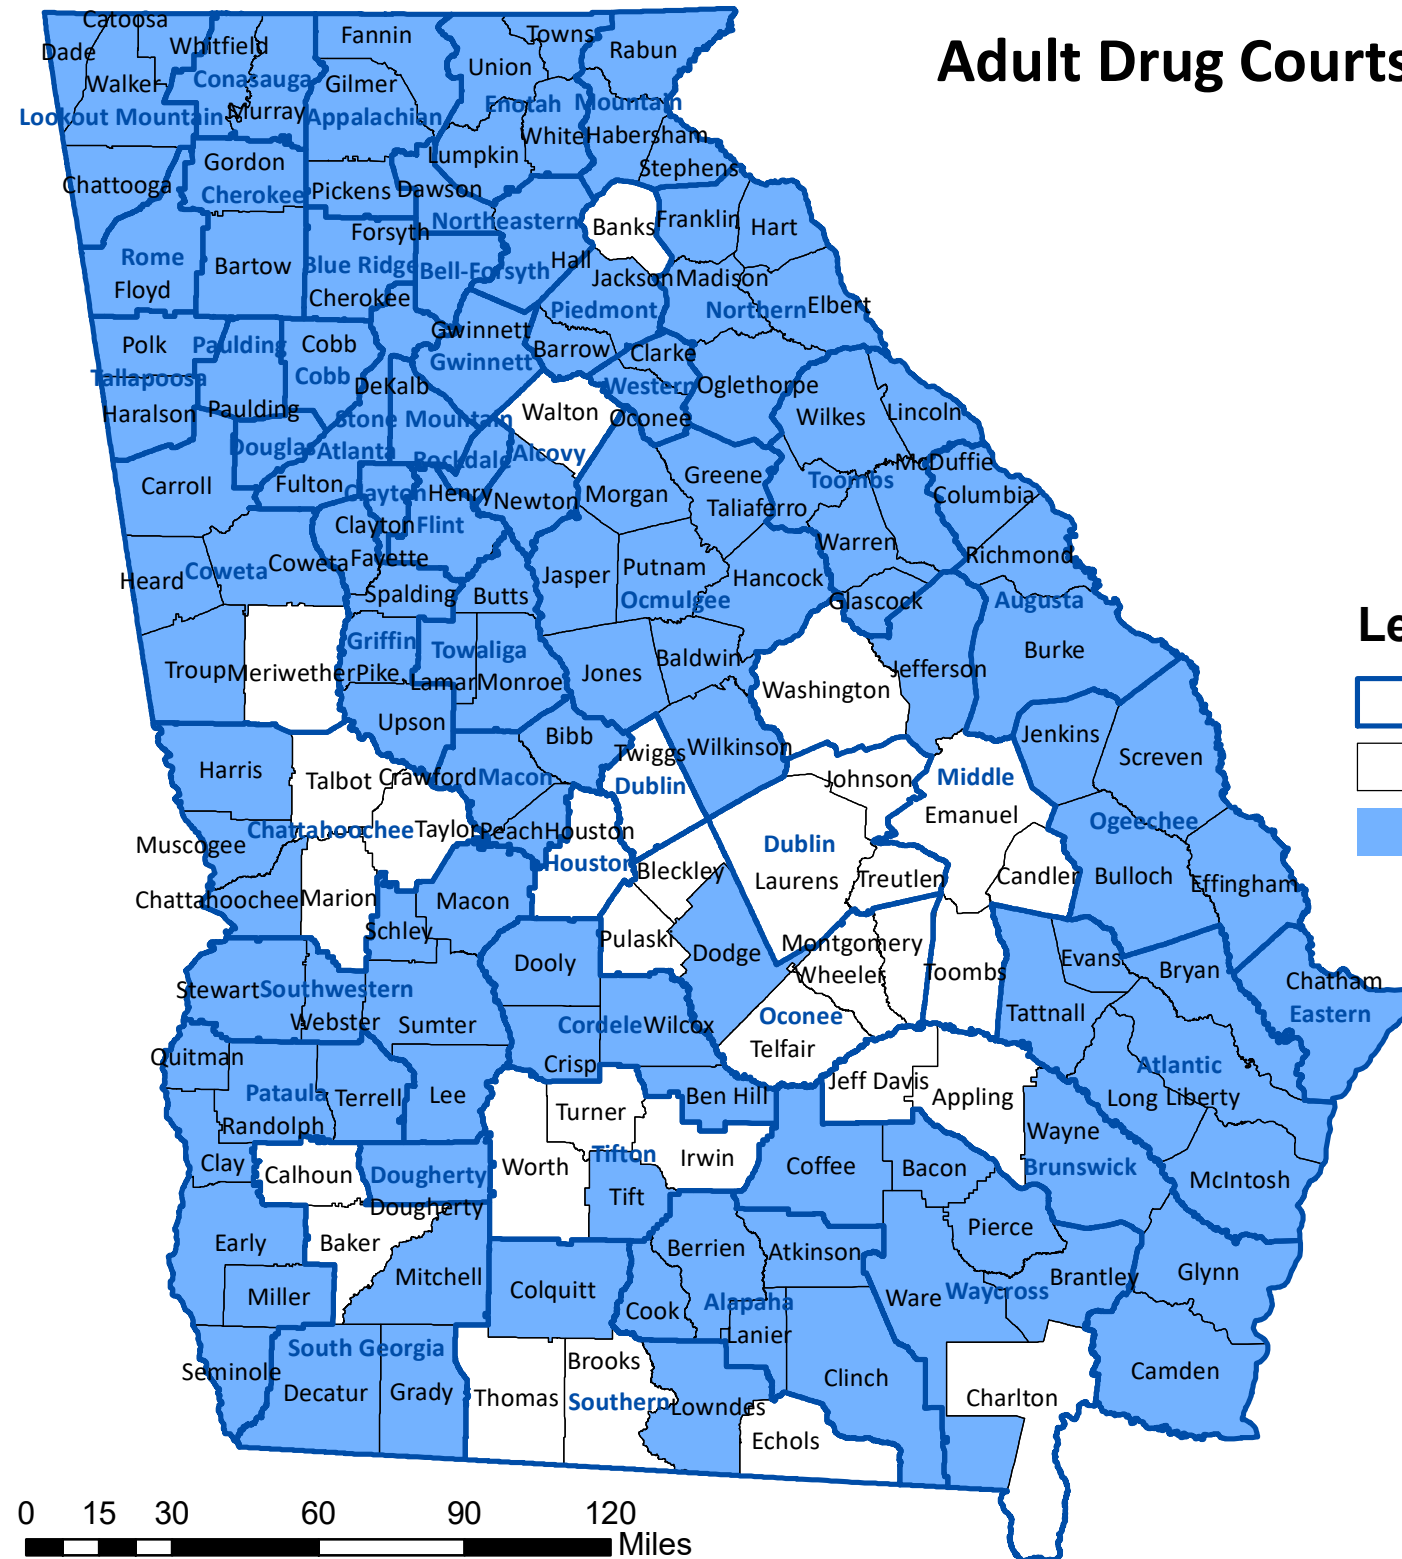 Adult Drug Courts
Catoosa
Fannin
Towns
Dade
Whitfield
Rabun
Union
Walker
Conasauga
Gilmer
Enotah
Mountain
Lookout Mountain
Murray
Appalachian
White
Habersham
Lumpkin
Stephens
Gordon
Chattooga
Cherokee
Pickens
Dawson
Northeastern
Banks
Franklin
Hart
Forsyth
Rome
Bartow
Blue Ridge
Bell-Forsyth
Hall
Jackson
Madison
Floyd
Cherokee
Piedmont
Northern
Elbert
Gwinnett
Polk
Paulding
Cobb
Barrow
Clarke
Gwinnett
Tallapoosa
Cobb
DeKalb
Western
Oglethorpe
Haralson
Paulding
Walton
Oconee
Wilkes
Lincoln
Stone Mountain
Douglas
Atlanta
Rockdale
Alcovy
McDuffie
Carroll
Fulton
Clayton
Henry
Newton
Morgan
Greene
Toombs
Columbia
Taliaferro
Clayton
Flint
Warren
Richmond
Heard
Coweta
Coweta
Fayette
Jasper
Putnam
Hancock
Spalding
Butts
Ocmulgee
Glascock
Augusta
Griffin
Towaliga
Baldwin
Burke
Troup
Meriwether
Pike
Lamar
Monroe
Jones
Washington
Jefferson
Upson
Bibb
Twiggs
Wilkinson
Jenkins
Screven
Harris
Talbot
Crawford
Macon
Dublin
Johnson
Middle
Muscogee
Chattahoochee
Taylor
Peach
Houston
Emanuel
Ogeechee
Houston
Bleckley
Dublin
Laurens
Treutlen
Candler
Bulloch
Effingham
Chattahoochee
Marion
Macon
Schley
Pulaski
Dodge
Montgomery
Dooly
Wheeler
Toombs
Evans
Bryan
Chatham
Stewart
Southwestern
Webster
Sumter
Cordele
Wilcox
Oconee
Tattnall
Eastern
Quitman
Crisp
Telfair
Atlantic
Pataula
Terrell
Lee
Ben Hill
Jeff Davis
Appling
Long
Liberty
Randolph
Turner
Wayne
Clay
Calhoun
Dougherty
Worth
Tifton
Irwin
Coffee
Bacon
Brunswick
McIntosh
Dougherty
Tift
Early
Baker
Berrien
Atkinson
Pierce
Miller
Mitchell
Colquitt
Cook
Alapaha
Ware
Waycross
Brantley
Glynn
Lanier
South Georgia
Seminole
Decatur
Grady
Thomas
Brooks
Southern
Lowndes
Clinch
Charlton
Camden
Echols
Le
0 15 30 60 90 120
Miles